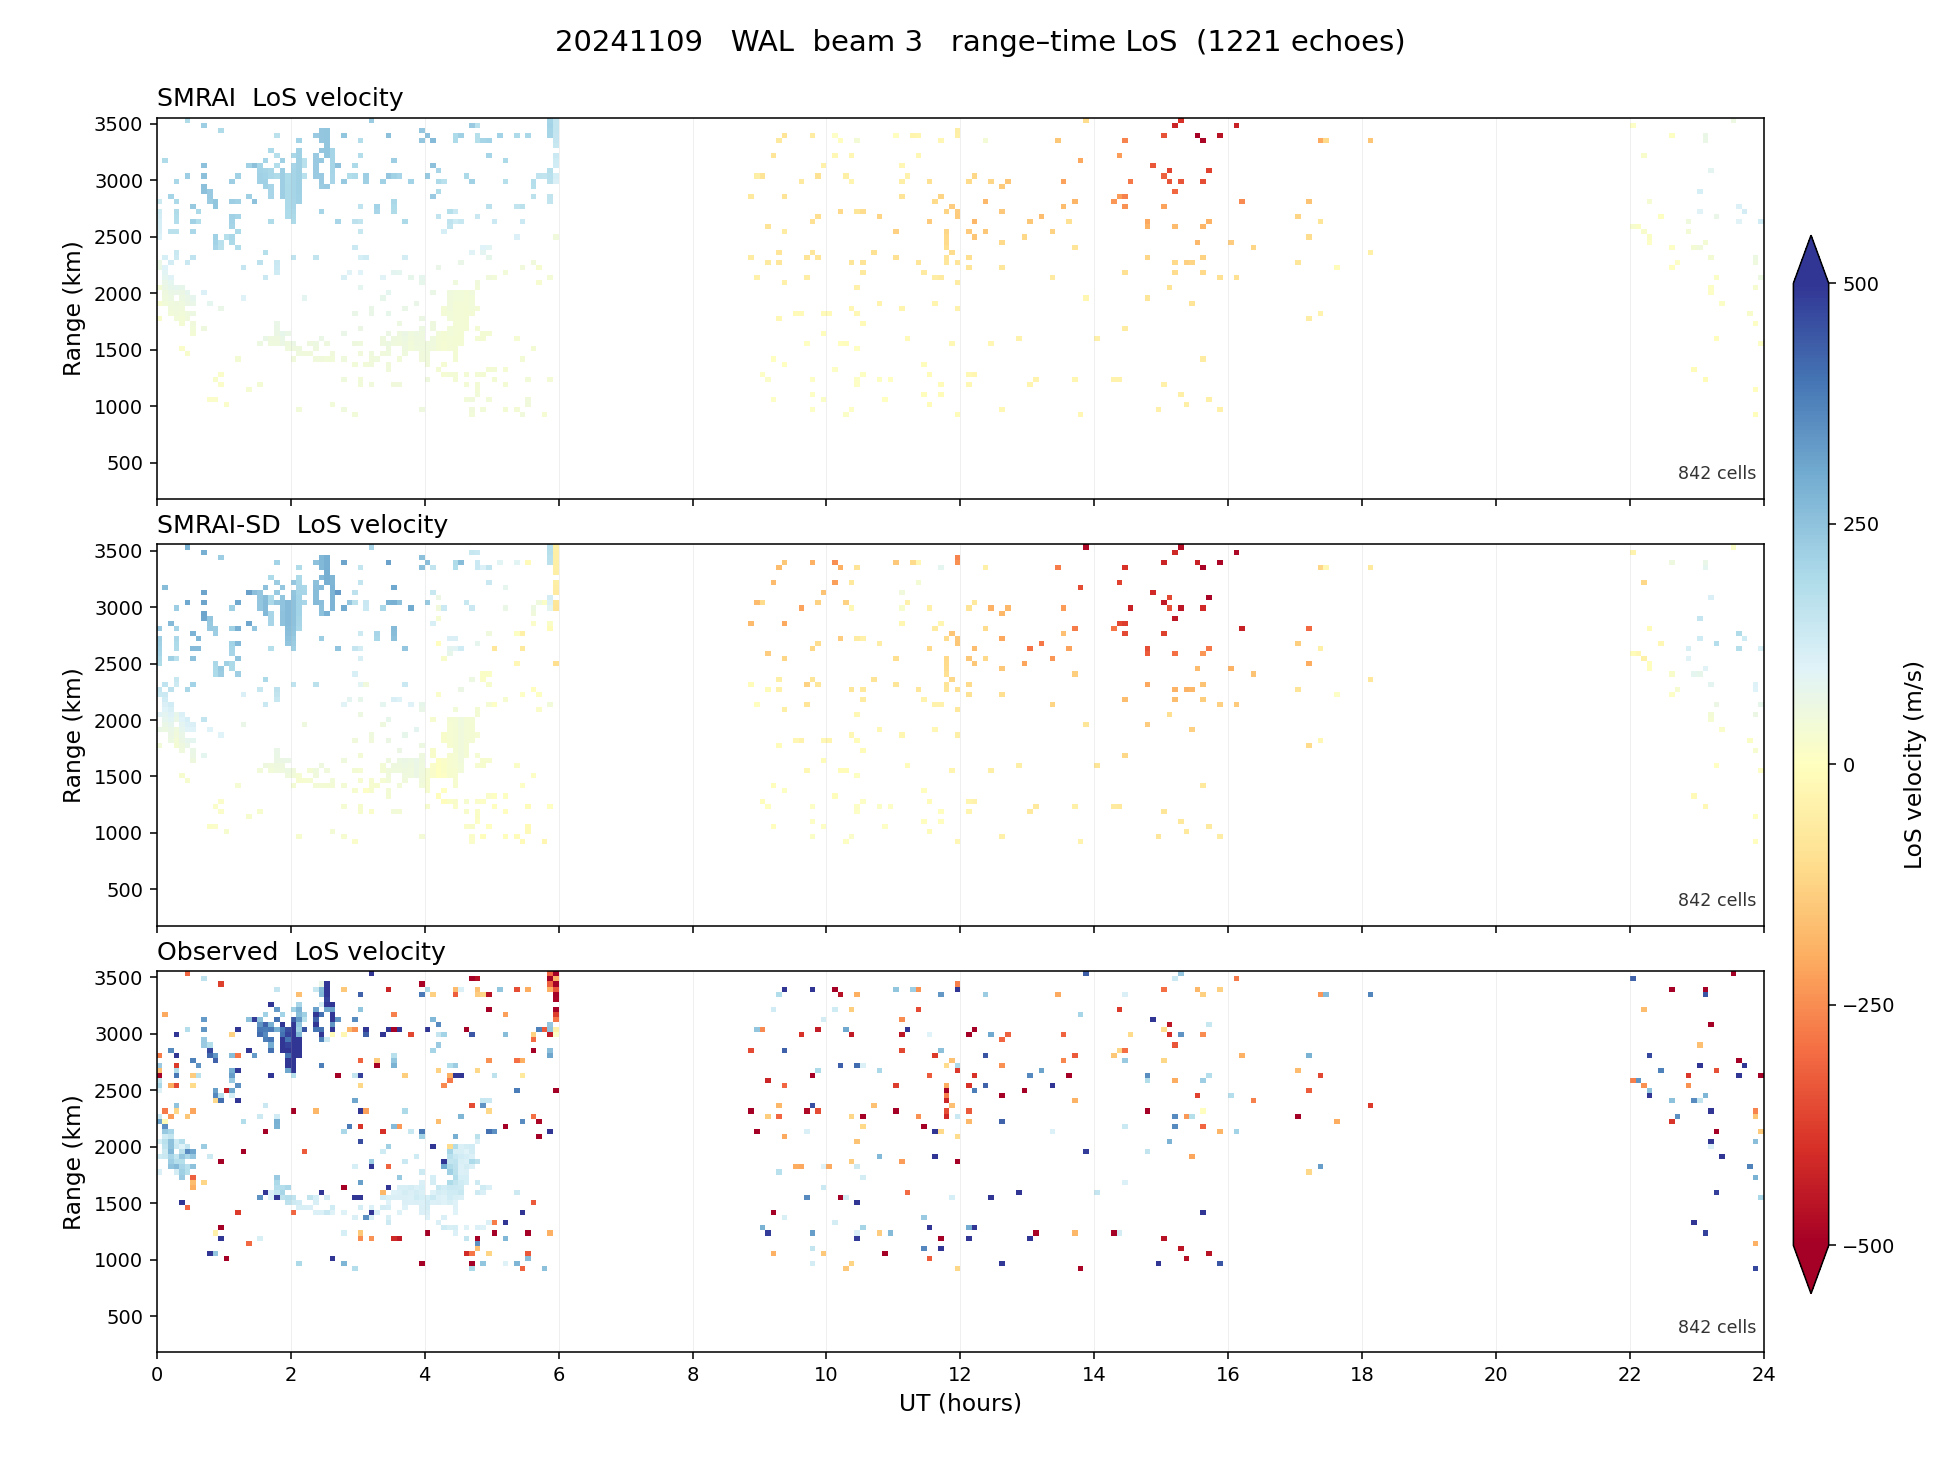 20241109   WAL  beam 3   range–time LoS  (1221 echoes)
SMRAI  LoS velocity
3500
3000
2500
2000
1500
1000
500
Range (km)
842 cells
SMRAI-SD  LoS velocity
3500
3000
2500
2000
1500
1000
500
Range (km)
842 cells
Observed  LoS velocity
3500
3000
2500
2000
1500
1000
500
Range (km)
842 cells
0 2 4 6 8 10 12 14 16 18 20 22 24
UT (hours)
500
250
0
−250
−500
LoS velocity (m/s)